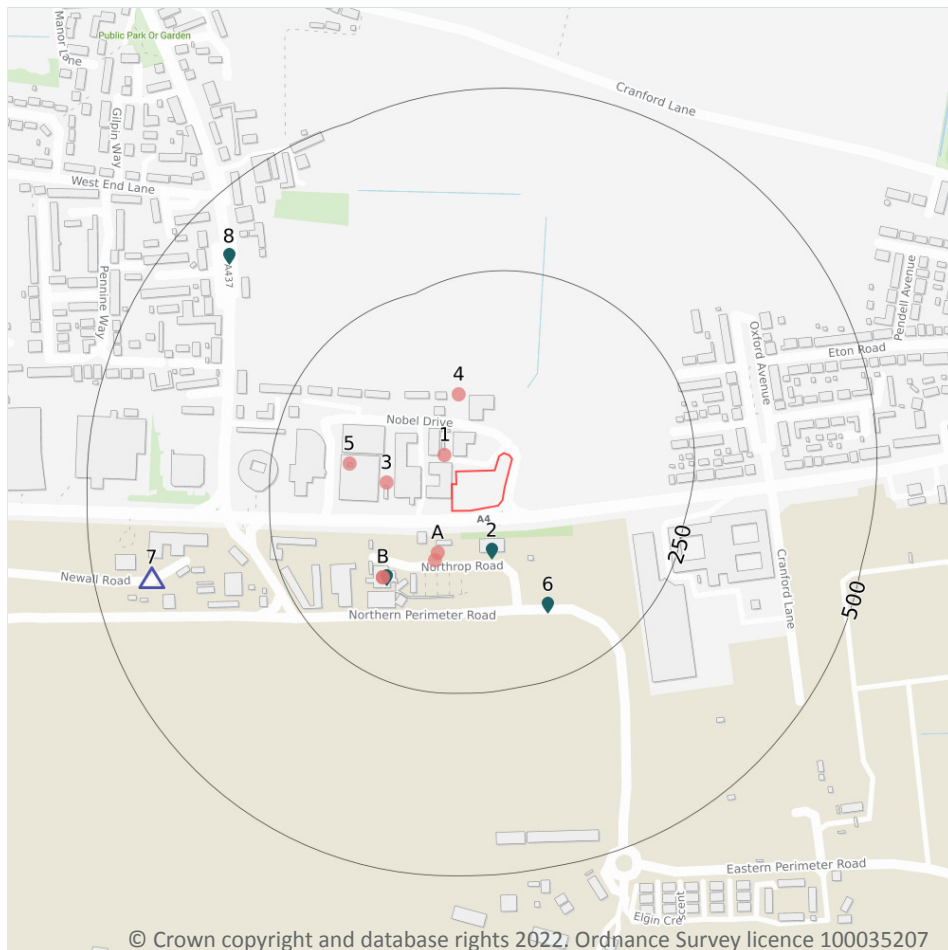 Manor Lane
Public Park Or Garden
Gilpin Way
Cranford Lane
West End Lane
8
A437
Pennine Way
Pendell Avenue
Oxford Avenue
Eton Road
4
Nobel Drive
1
5
3
A4
A
2
250
B
Northrop Road
7
Newall Road
6
Northern Perimeter Road
Cranford Lane
500
Eastern Perimeter Road
Elgin Crescent
© Crown copyright and database rights 2022. Ordnance Survey licence 100035207